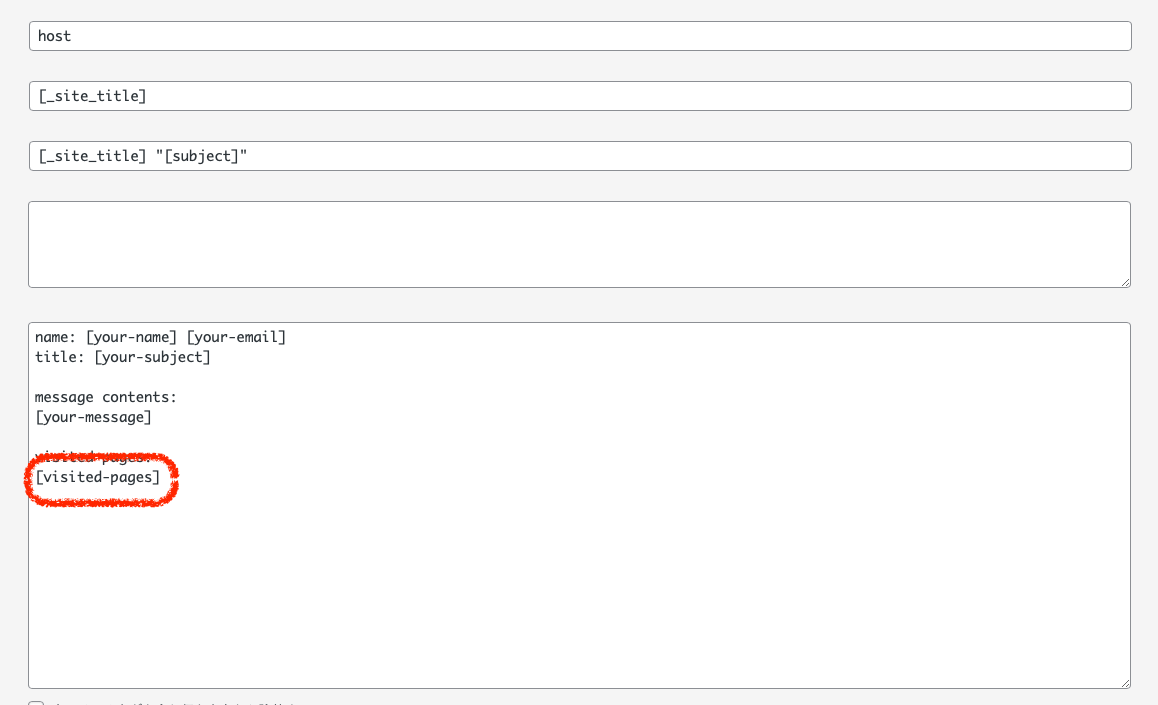 host
[_site_title]
[_site_title] "[subject]"
name: [your-name] [your-email]
title: [your-subject]
message contents:
[your-message]
visited-pages:
[visited-pages]